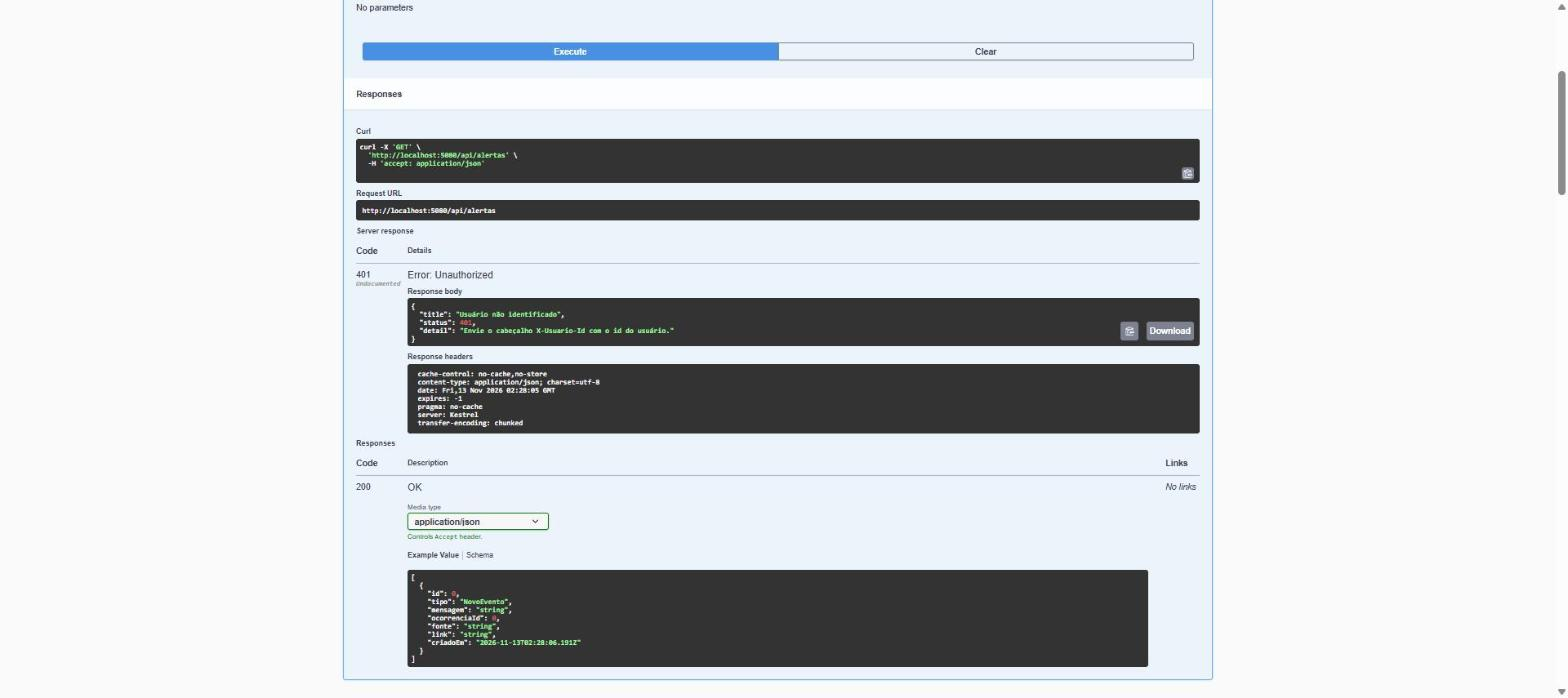 No parameters
Execute
Clear
Responses
Curl
curl -X 'GET' \
'http://localhost:5080/api/alertas' \
-H 'accept: application/json'
Request URL
http://localhost:5080/api/alertas
Server response
Code Details
401 Error: Unauthorized
Undocumented
Response body
{
"title": "Usuário não identificado",
"status": 401,
"detail": "Envie o cabeçalho X-Usuario-Id com o id do usuário."
}
Download
Response headers
cache-control: no-cache,no-store
content-type: application/json; charset=utf-8
date: Fri,13 Nov 2026 02:28:05 GMT
expires: -1
pragma: no-cache
server: Kestrel
transfer-encoding: chunked
Responses
Code Description Links
200 OK No links
Media type
application/json
Controls Accept header.
Example Value | Schema
[
{
"id": 0,
"tipo": "NovoEvento",
"mensagem": "string",
"ocorrenciaId": 0,
"fonte": "string",
"link": "string",
"criadoEm": "2026-11-13T02:28:06.191Z"
}
]